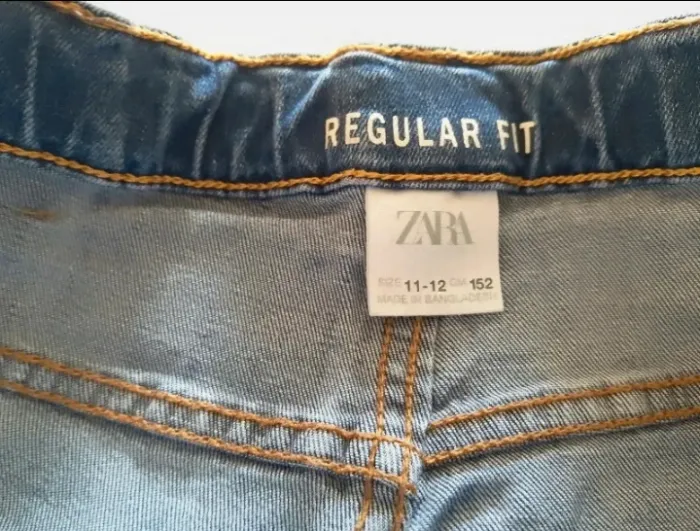 REGULAR FIT
ZARA
SIZE 11-12 CM 152
MADE IN BANGLADESH